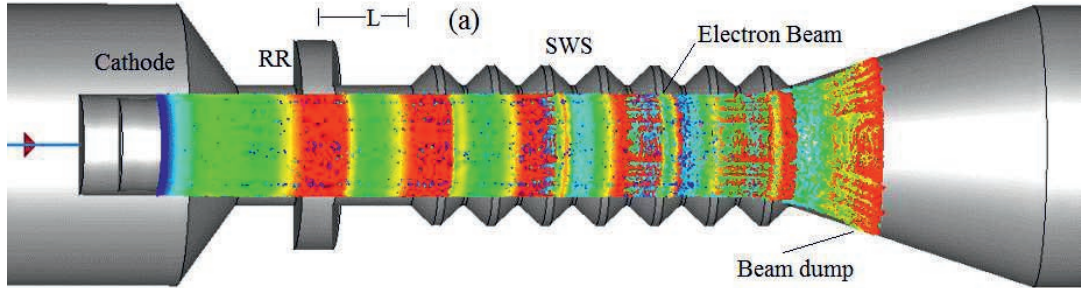 L
(a)
Cathode
RR
SWS
Electron Beam
Beam dump